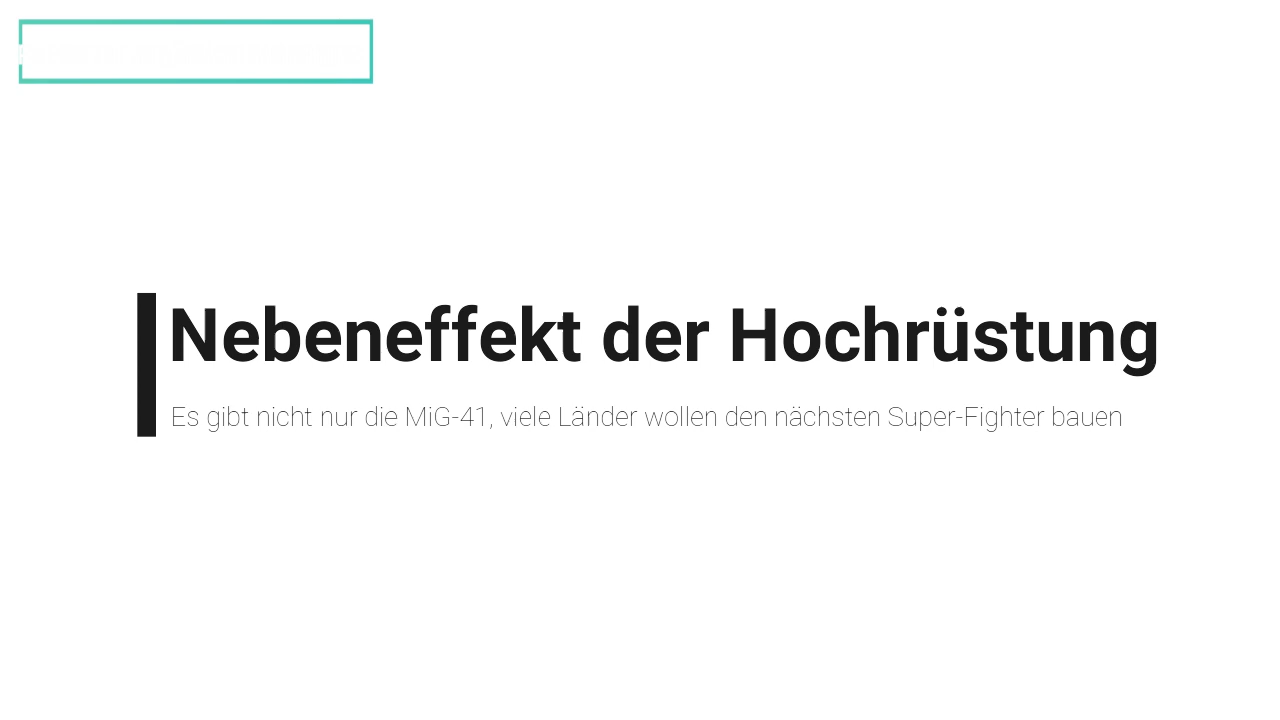 Nebeneffekt der Hochrüstung
Es gibt nicht nur die MiG-41, viele Länder wollen den nächsten Super-Fighter bauen